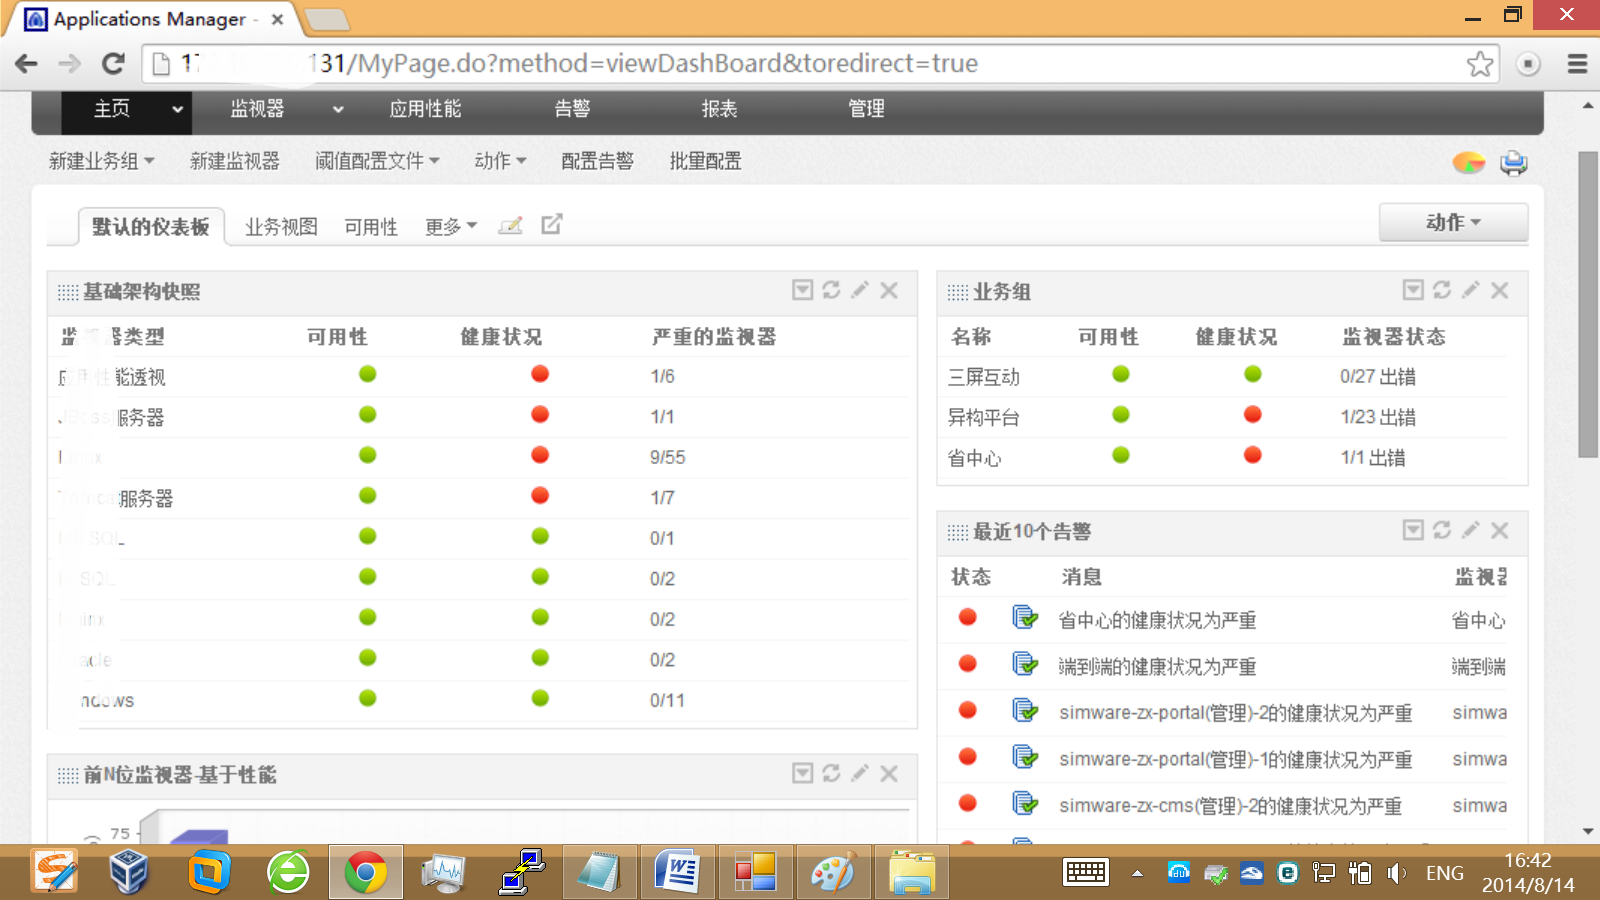 Applications Manager -
131/MyPage.do?method=viewDashBoard&toredirect=true
主页 监视器 应用性能 告警 报表 管理
新建业务组 新建监视器 阈值配置文件 动作 配置告警 批量配置
默认的仪表板 业务视图 可用性 更多 动作
基础架构快照
监视器类型 可用性 健康状况 严重的监视器
应用性能透视 1/6
服务器 1/1
9/55
服务器 1/7
0/1
0/2
0/2
0/2
0/11
业务组
名称 可用性 健康状况 监视器状态
三屏互动 0/27 出错
异构平台 1/23 出错
省中心 1/1 出错
最近10个告警
状态 消息 监视器
省中心的健康状况为严重 省中心
端到端的健康状况为严重 端到端
simware-zx-portal(管理)-2的健康状况为严重 simwa
simware-zx-portal(管理)-1的健康状况为严重 simwa
simware-zx-cms(管理)-2的健康状况为严重 simwa
前N位监视器-基于性能
75
ENG
16:42
2014/8/14